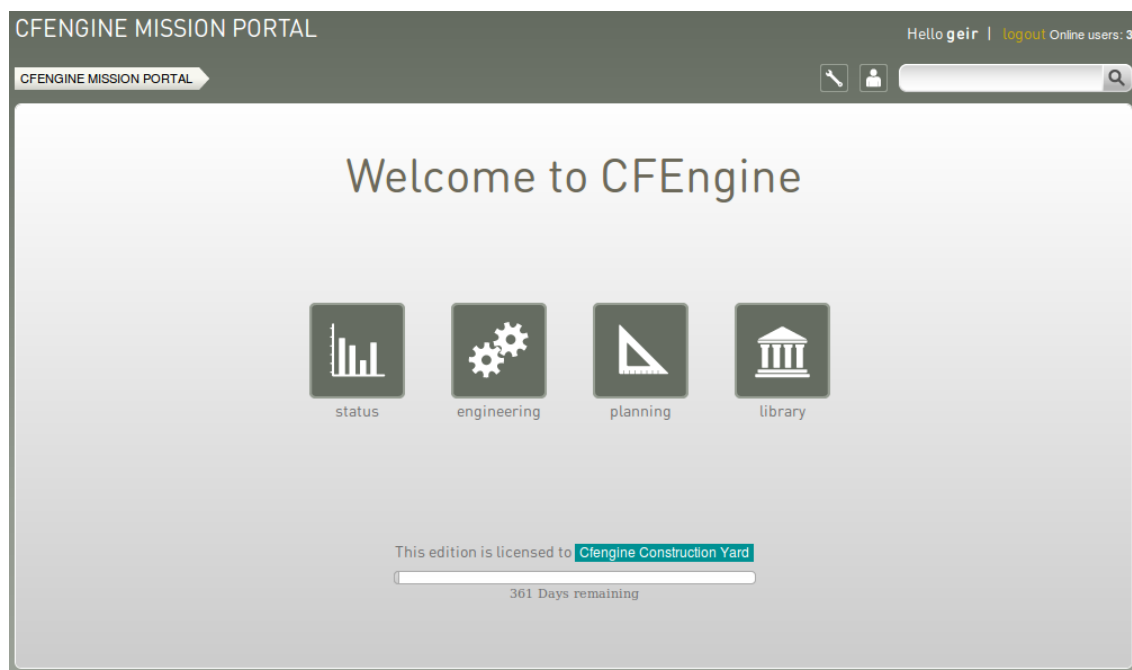 CFENGINE MISSION PORTAL
Hello geir | logout Online users: 3
CFENGINE MISSION PORTAL
Welcome to CFEngine
status engineering planning library
This edition is licensed to Cfengine Construction Yard
361 Days remaining